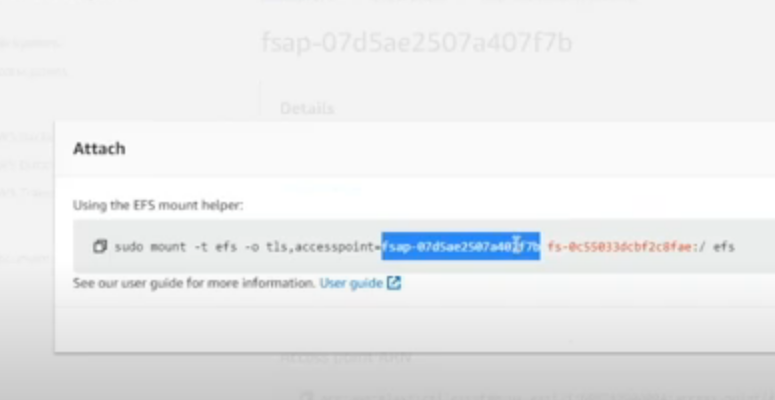 fsap-07d5ae2507a407f7b
Details
Attach
Using the EFS mount helper:
sudo mount -t efs -o tls,accesspoint=fsap-07d5ae2507a407f7b fs-0c55033dcbf2c8fae:/ efs
See our user guide for more information. User guide